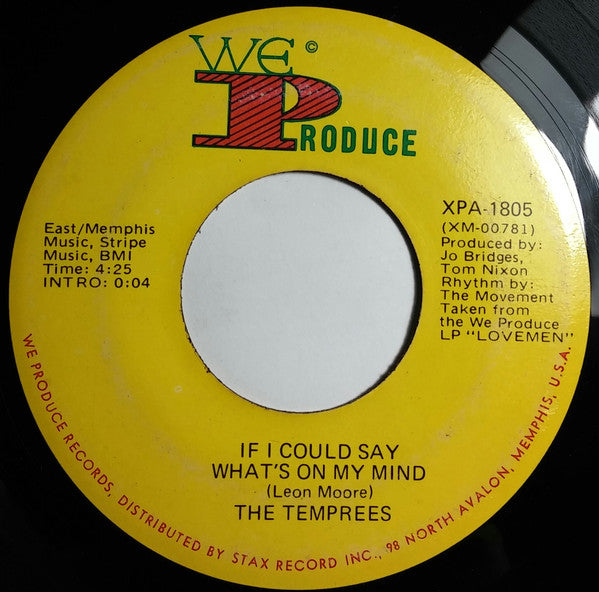 WE ©
PRODUCE
East/Memphis
Music, Stripe
Music, BMI
Time: 4:25
INTRO: 0:04
XPA-1805
(XM-00781)
Produced by:
Jo Bridges,
Tom Nixon
Rhythm by:
The Movement
Taken from
the We Produce
LP "LOVEMEN"
IF I COULD SAY
WHAT'S ON MY MIND
(Leon Moore)
THE TEMPREES
WE PRODUCE RECORDS, DISTRIBUTED BY STAX RECORD INC., 98 NORTH AVALON, MEMPHIS, U.S.A.